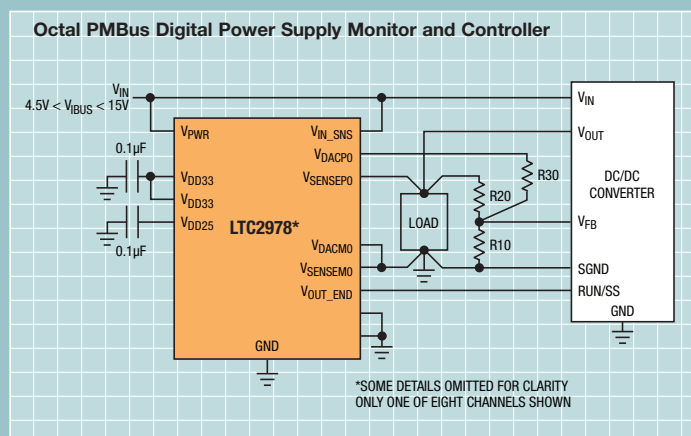 Octal PMBus Digital Power Supply Monitor and Controller
VIN
4.5V < VIBUS < 15V
0.1µF
0.1µF
VPWR
VDD33
VDD33
VDD25
LTC2978*
GND
VIN_SNS
VDACP0
VSENSEP0
VDACM0
VSENSEM0
VOUT_END
LOAD
R20
R30
R10
VIN
VOUT
DC/DC
CONVERTER
VFB
SGND
RUN/SS
GND
*SOME DETAILS OMITTED FOR CLARITY
ONLY ONE OF EIGHT CHANNELS SHOWN